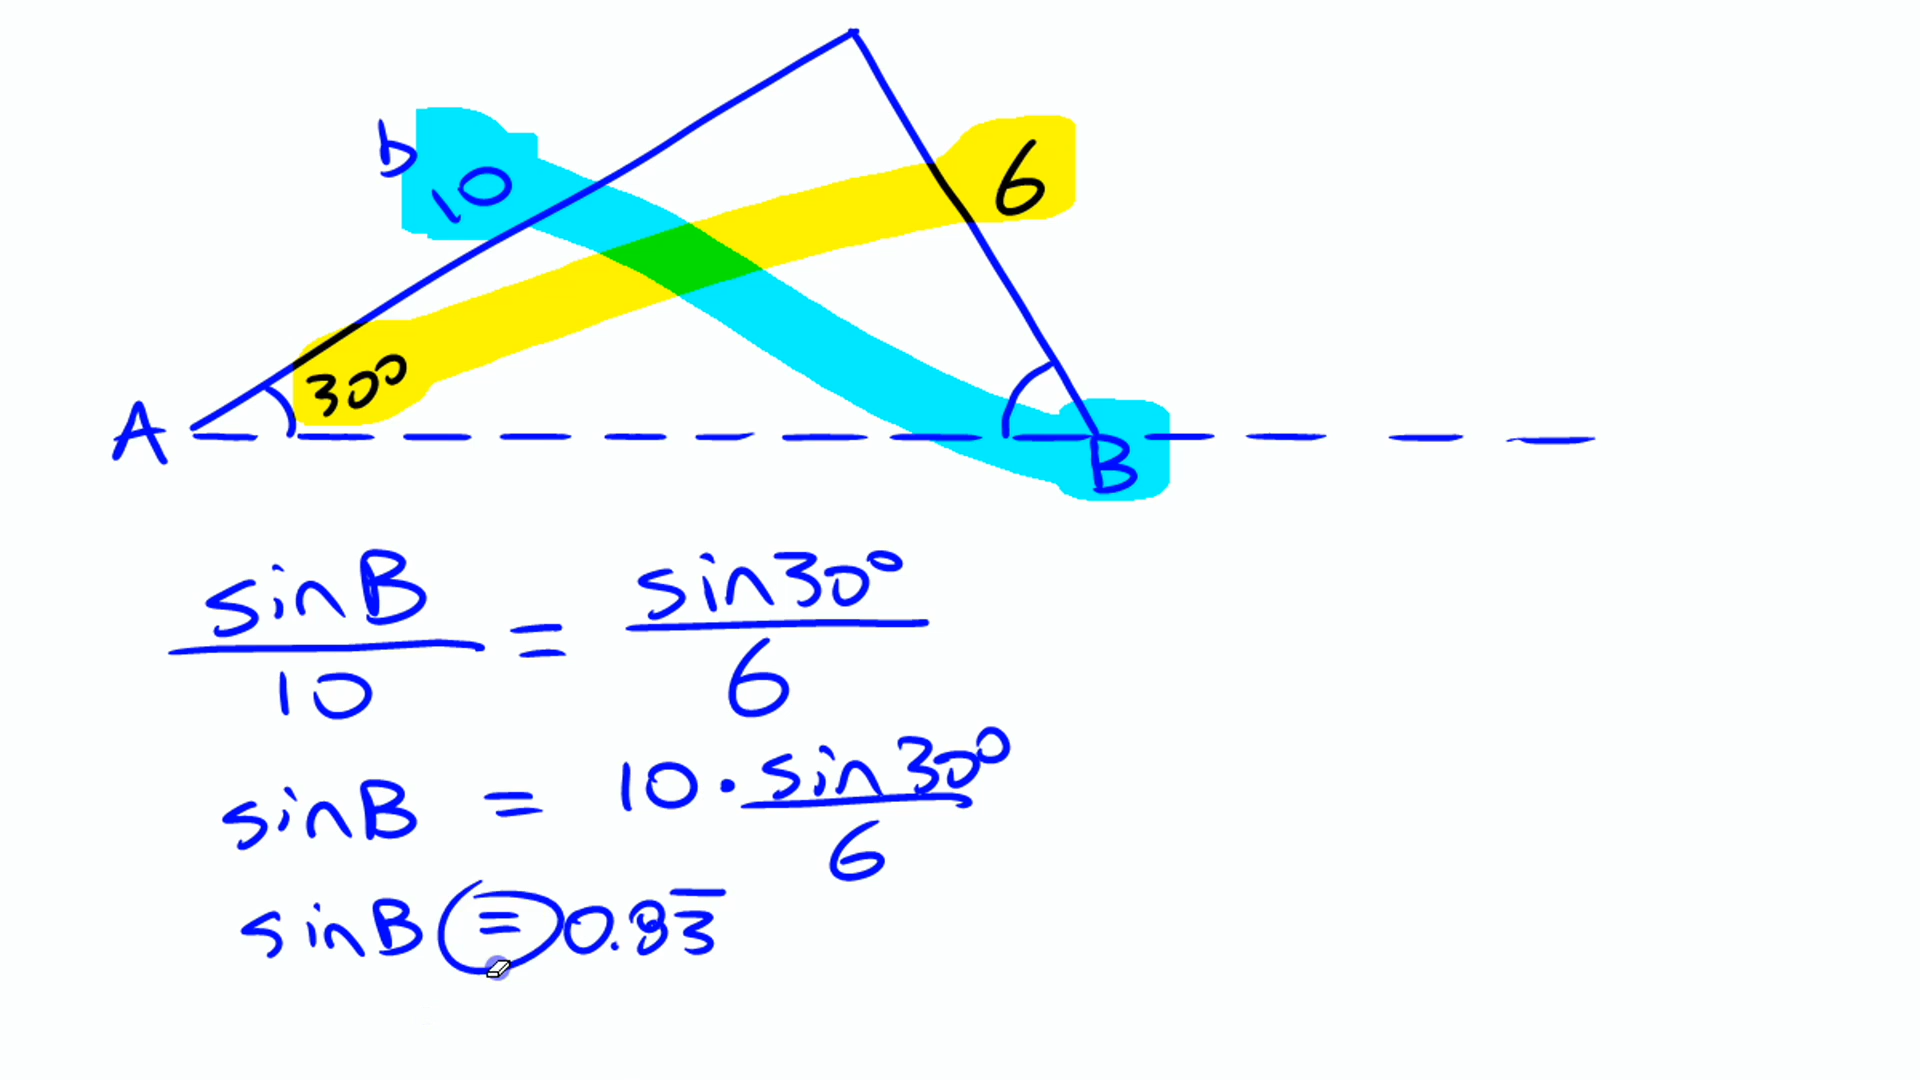 b
10
6
30°
A
B
sinB/10 = sin30°/6
sinB = 10 · sin30°/6
sinB = 0.83̅